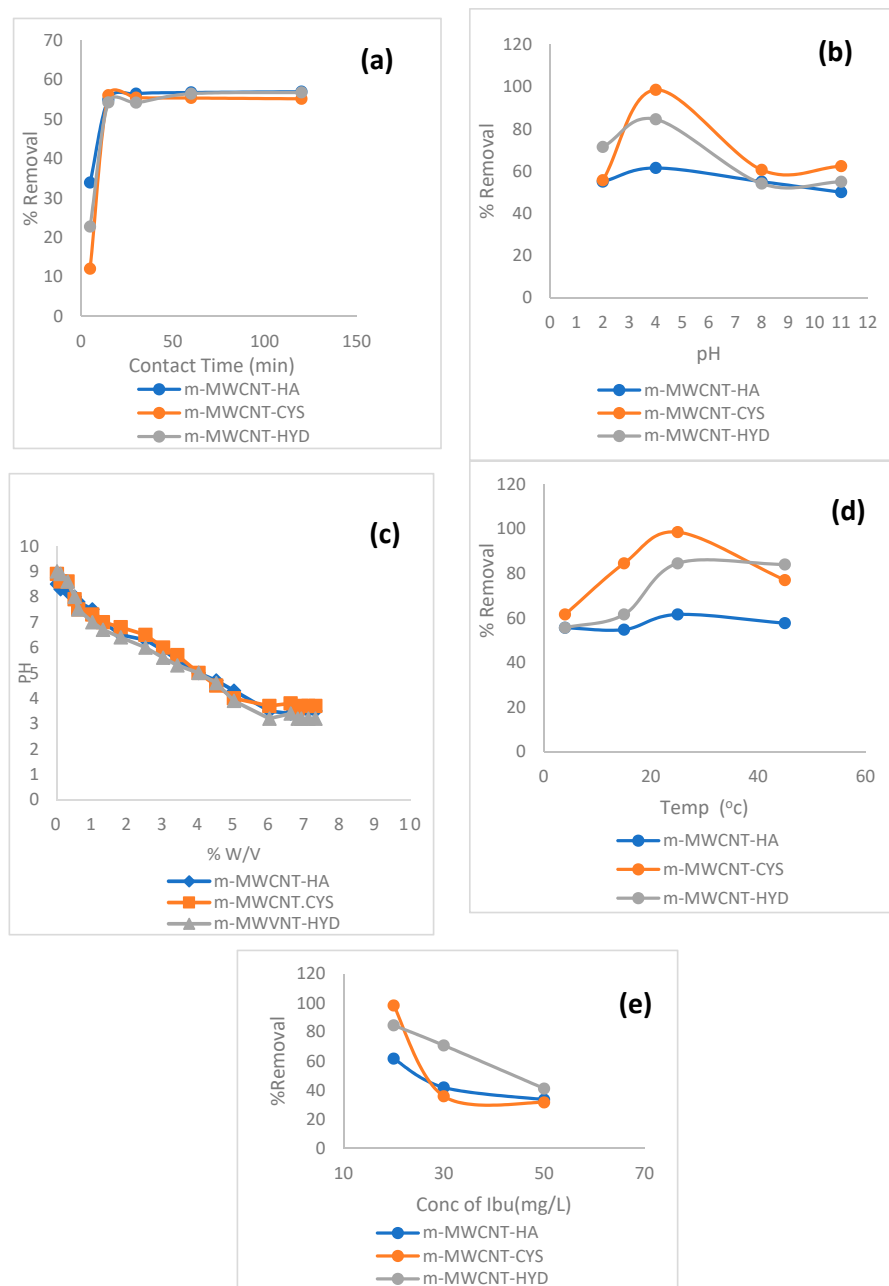 (a)
70
60
50
40
30
20
10
0
% Removal
0 50 100 150
Contact Time (min)
m-MWCNT-HA
m-MWCNT-CYS
m-MWCNT-HYD
(b)
120
100
80
60
40
20
0
% Removal
0 1 2 3 4 5 6 7 8 9 10 11 12
pH
m-MWCNT-HA
m-MWCNT-CYS
m-MWCNT-HYD
(c)
10
9
8
7
6
5
4
3
2
1
0
PH
0 1 2 3 4 5 6 7 8 9 10
% W/V
m-MWCNT-HA
m-MWCNT.CYS
m-MWVNT-HYD
(d)
120
100
80
60
40
20
0
% Removal
0 20 40 60
Temp (°c)
m-MWCNT-HA
m-MWCNT-CYS
m-MWCNT-HYD
(e)
120
100
80
60
40
20
0
%Removal
10 30 50 70
Conc of Ibu(mg/L)
m-MWCNT-HA
m-MWCNT-CYS
m-MWCNT-HYD